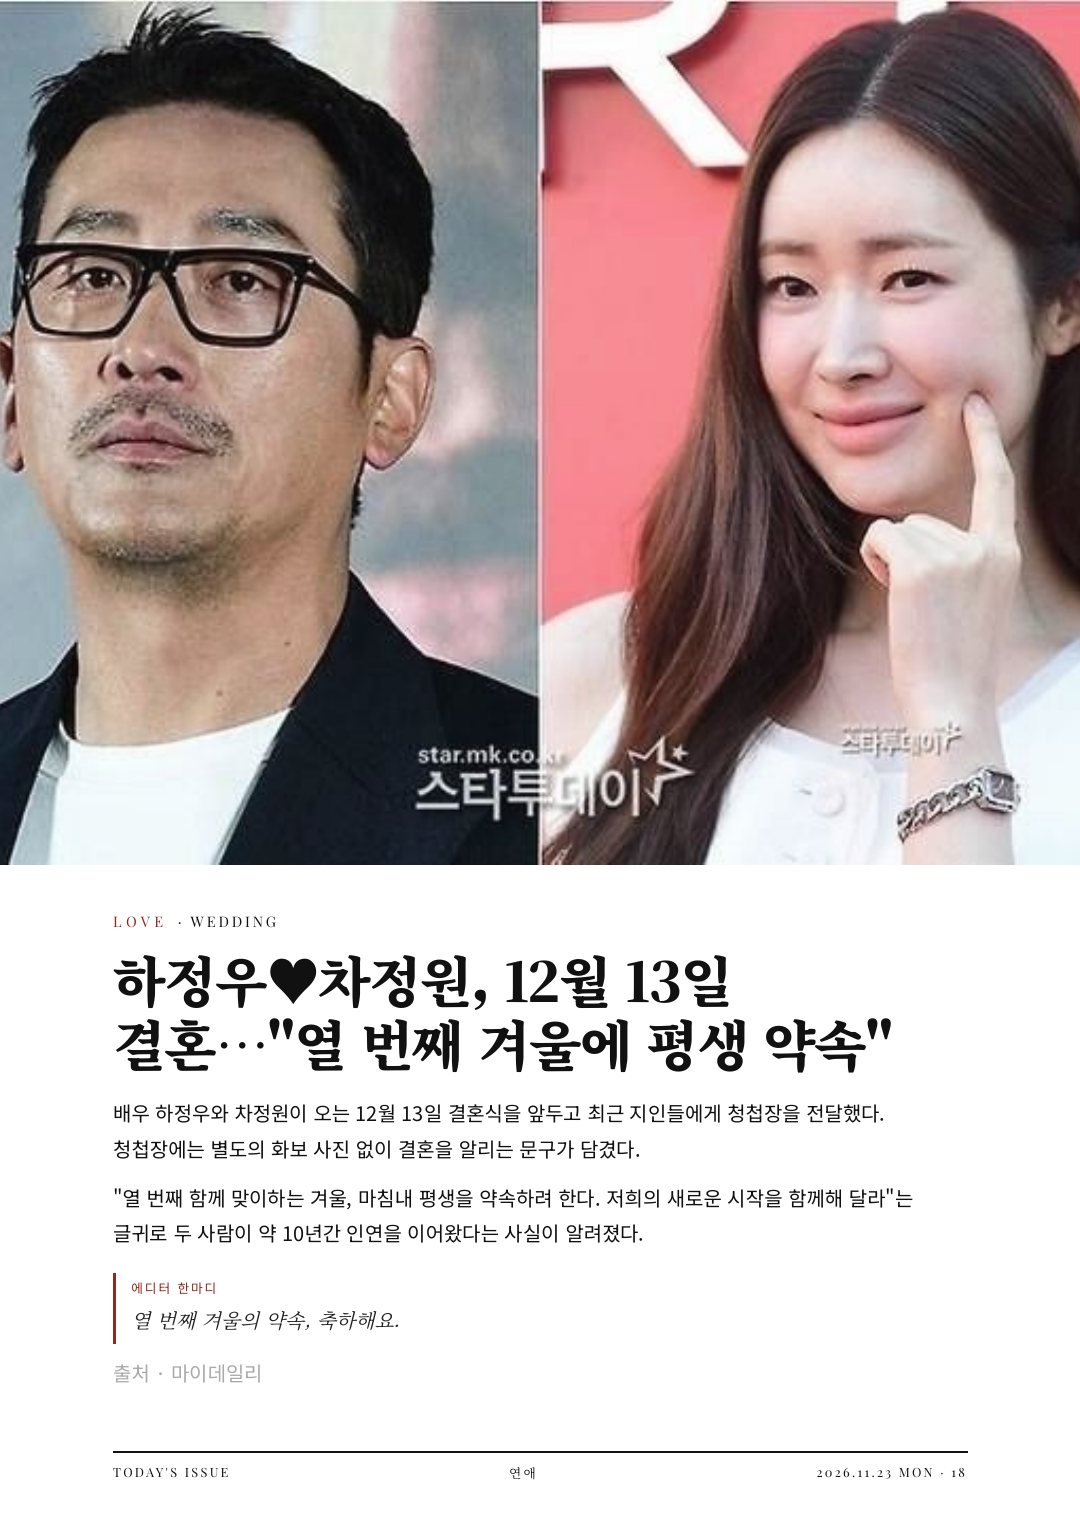 R
star.mk.co.kr
스타투데이
스타투데이
LOVE · WEDDING
하정우♥차정원, 12월 13일
결혼…"열 번째 겨울에 평생 약속"
배우 하정우와 차정원이 오는 12월 13일 결혼식을 앞두고 최근 지인들에게 청첩장을 전달했다.
청첩장에는 별도의 화보 사진 없이 결혼을 알리는 문구가 담겼다.
"열 번째 함께 맞이하는 겨울, 마침내 평생을 약속하려 한다. 저희의 새로운 시작을 함께해 달라"는
글귀로 두 사람이 약 10년간 인연을 이어왔다는 사실이 알려졌다.
에디터 한마디
열 번째 겨울의 약속, 축하해요.
출처 · 마이데일리
TODAY'S ISSUE 연애 2026.11.23 MON · 18